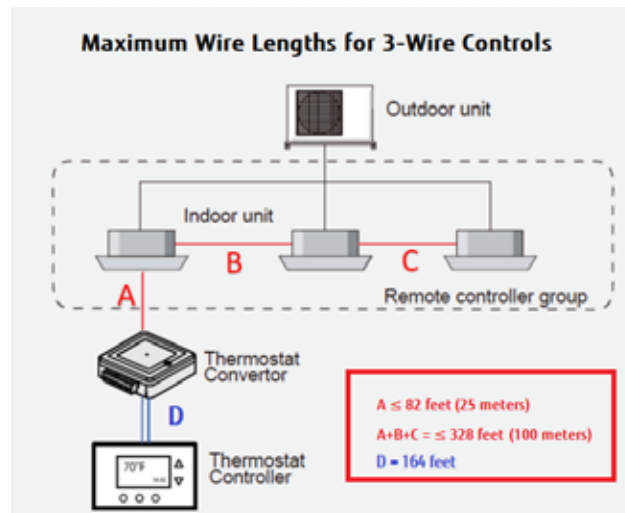 Maximum Wire Lengths for 3-Wire Controls
Outdoor unit
Indoor unit
B
C
A
Remote controller group
Thermostat
Convertor
D
A ≤ 82 feet (25 meters)
A+B+C = ≤ 328 feet (100 meters)
D = 164 feet
70°F
Thermostat
Controller